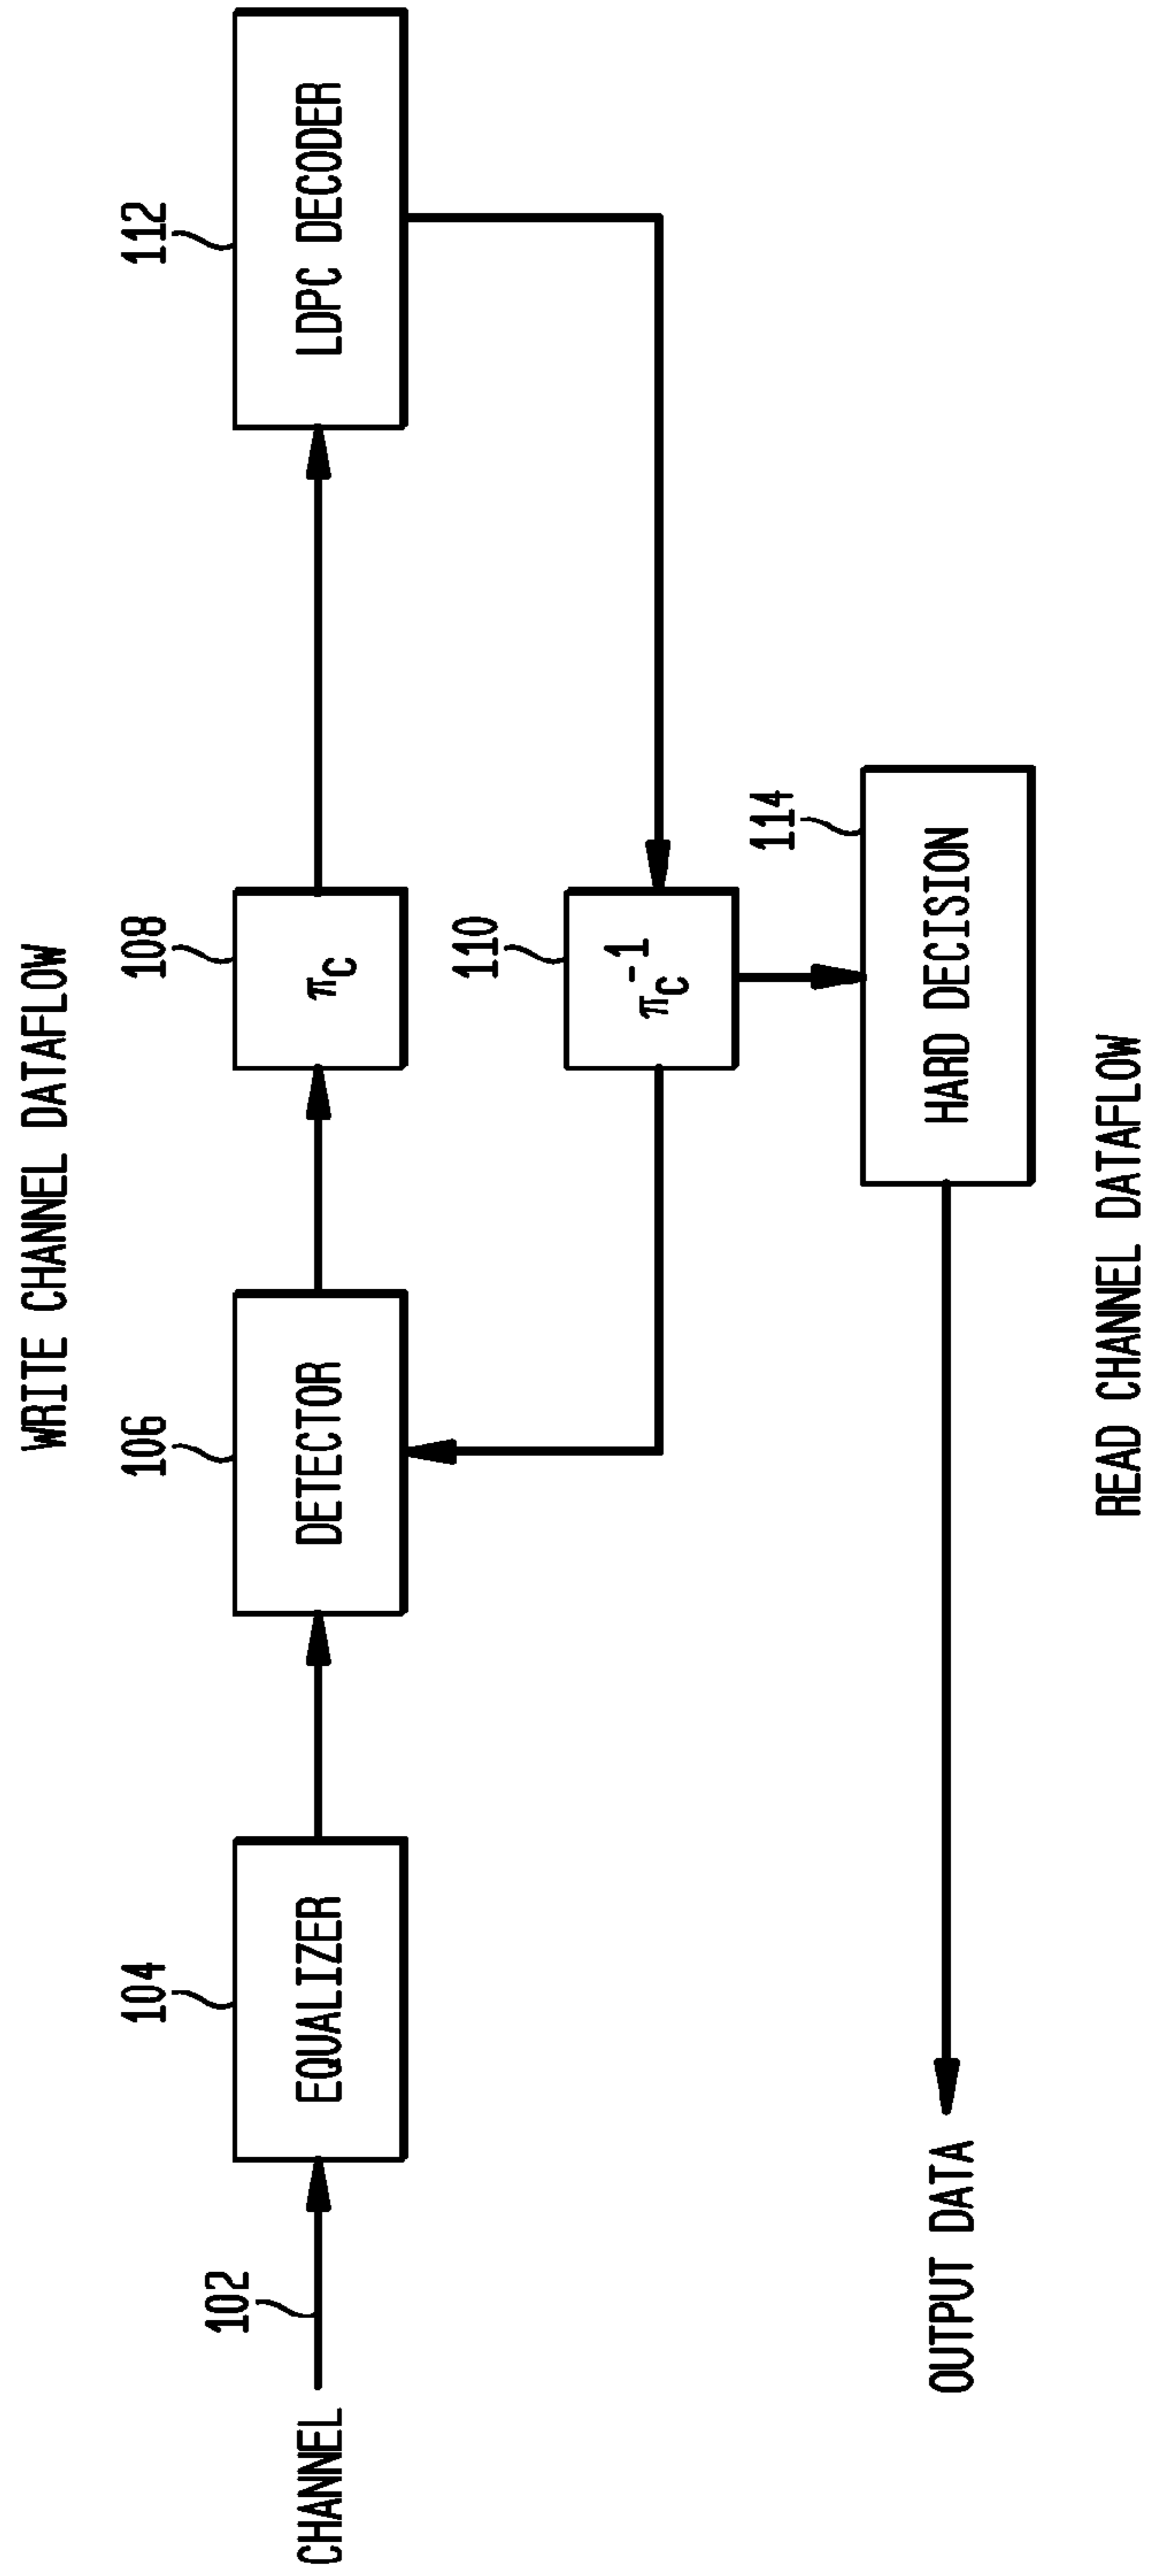 WRITE CHANNEL DATAFLOW
102
104
106
108
112
CHANNEL
EQUALIZER
DETECTOR
πc
LDPC DECODER
110
πc-1
114
OUTPUT DATA
HARD DECISION
READ CHANNEL DATAFLOW